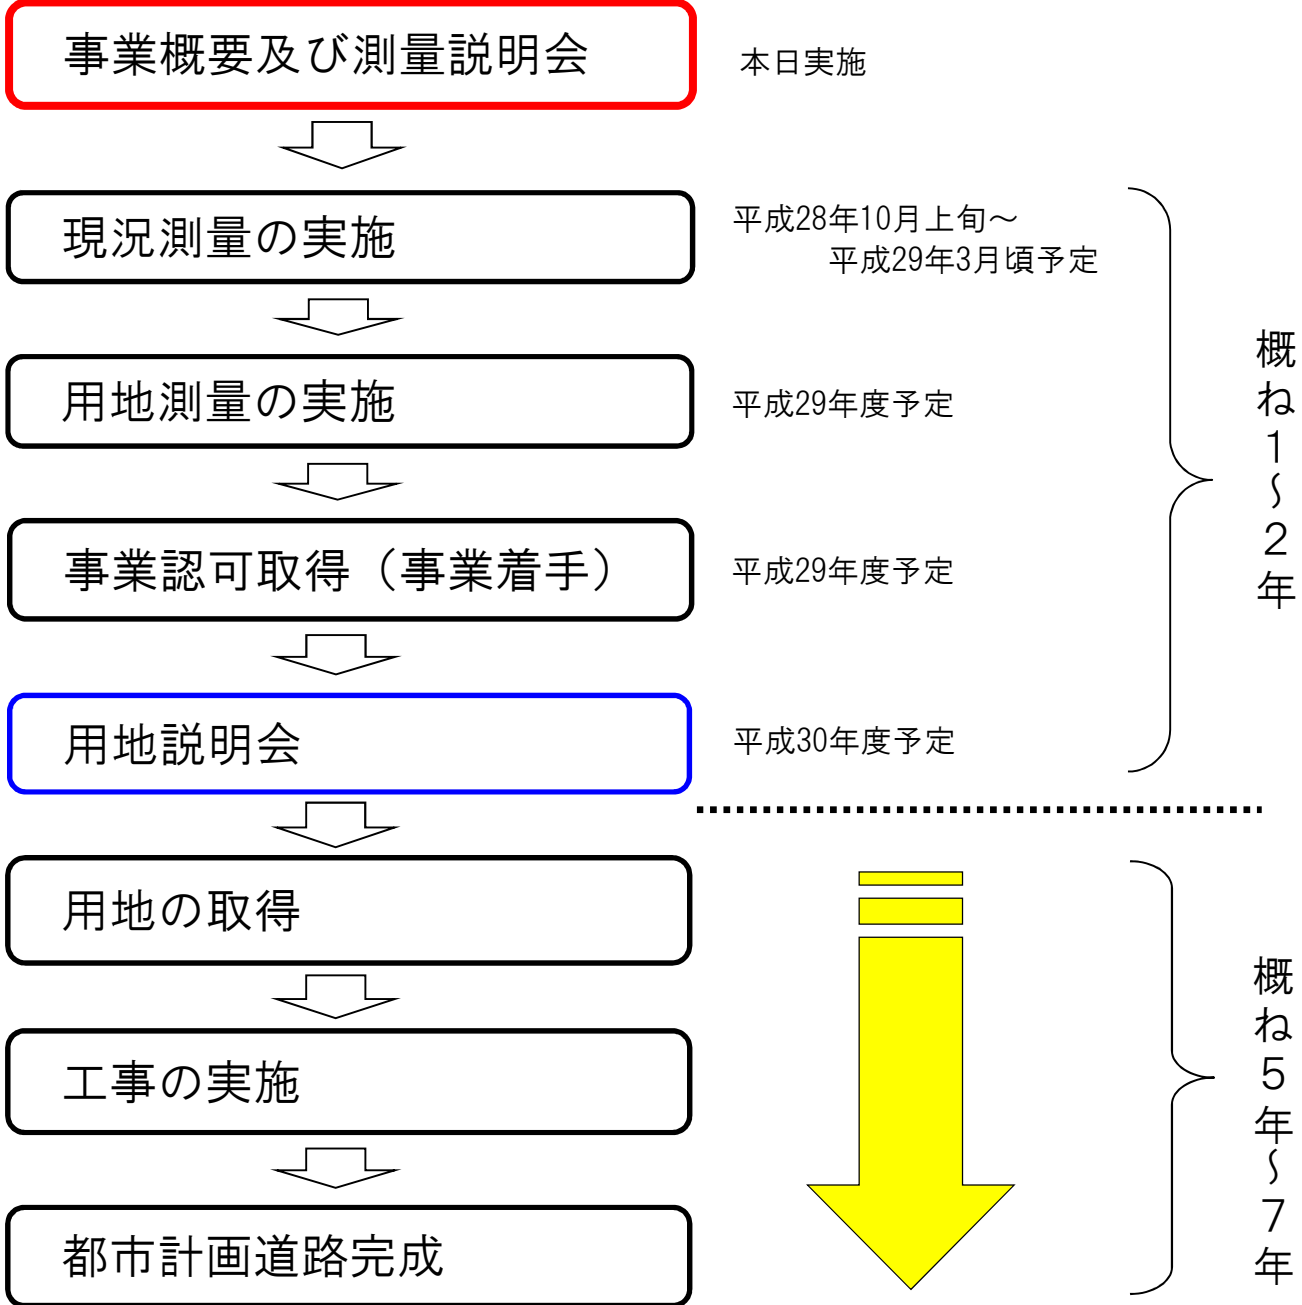 事業概要及び測量説明会
本日実施
現況測量の実施
平成28年10月上旬～
平成29年3月頃予定
用地測量の実施
平成29年度予定
事業認可取得（事業着手）
平成29年度予定
用地説明会
平成30年度予定
概ね１～２年
用地の取得
工事の実施
都市計画道路完成
概ね５年～７年